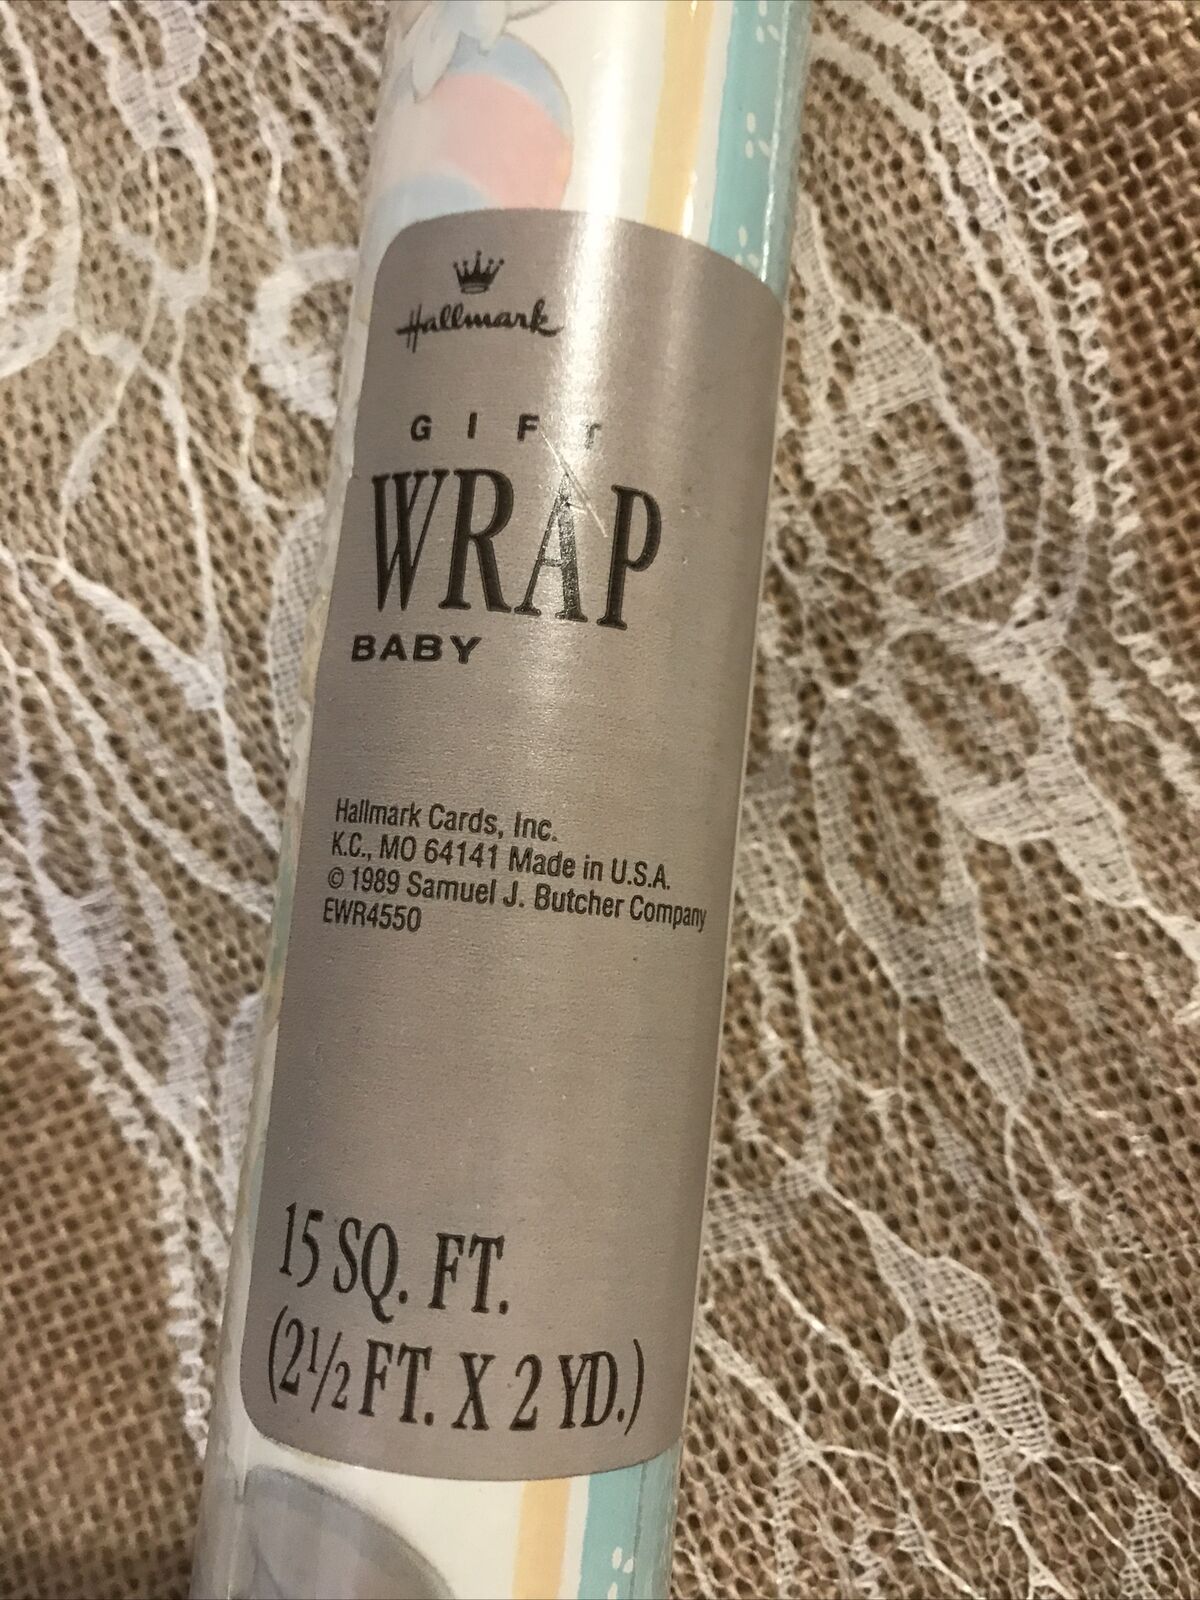 Hallmark
GIFT
WRAP
BABY
Hallmark Cards, Inc.
K.C., MO 64141 Made in U.S.A.
© 1989 Samuel J. Butcher Company
EWR4550
15 SQ. FT.
(2½ FT. X 2 YD.)